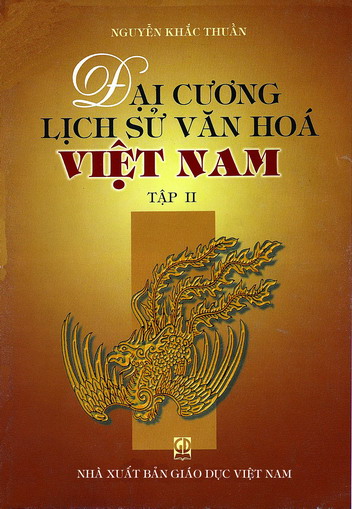 NGUYỄN KHẮC THUẦN
ĐẠI CƯƠNG
LỊCH SỬ VĂN HOÁ
VIỆT NAM
TẬP II
GD
NHÀ XUẤT BẢN GIÁO DỤC VIỆT NAM